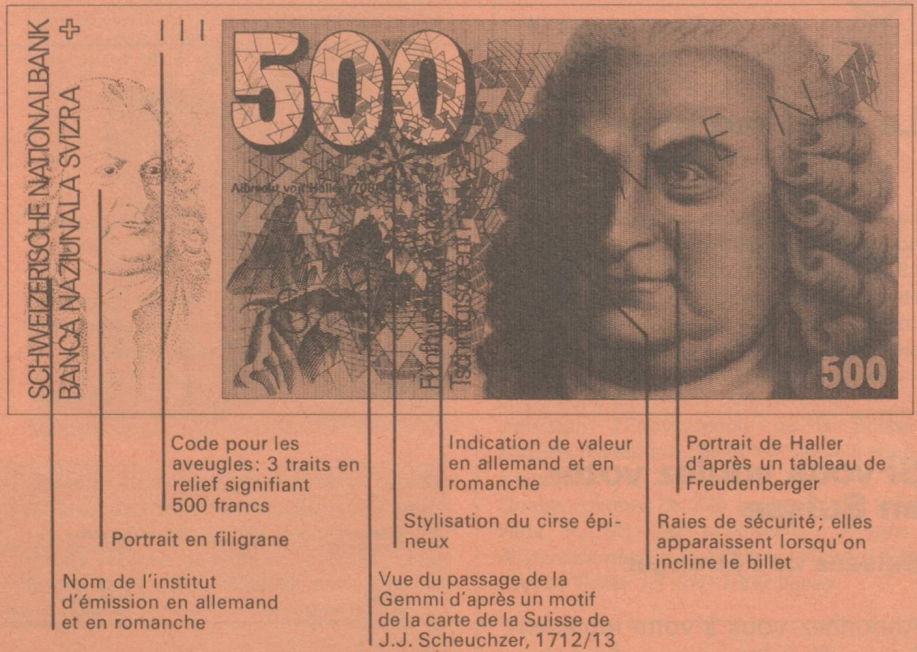 SCHWEIZERISCHE NATIONALBANK
BANCA NAZIUNALA SVIZRA
500
Albrecht von Haller 1708
500
Code pour les
aveugles: 3 traits en
relief signifiant
500 francs
Portrait en filigrane
Nom de l'institut
d'émission en allemand
et en romanche
Indication de valeur
en allemand et en
romanche
Stylisation du cirse épi-
neux
Vue du passage de la
Gemmi d'après un motif
de la carte de la Suisse de
J.J. Scheuchzer, 1712/13
Portrait de Haller
d'après un tableau de
Freudenberger
Raies de sécurité; elles
apparaissent lorsqu'on
incline le billet